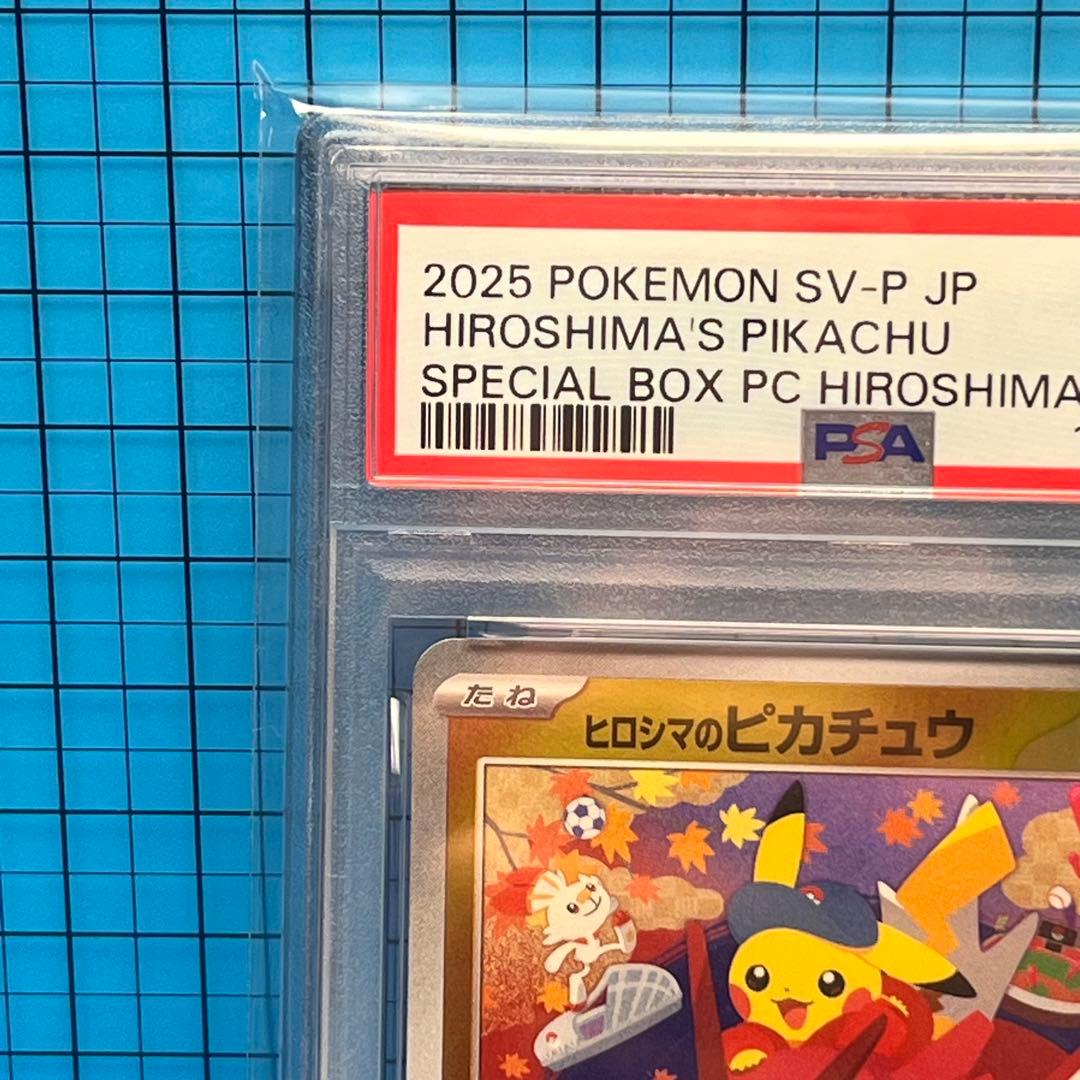 2025 POKEMON SV-P JP
HIROSHIMA'S PIKACHU
SPECIAL BOX PC HIROSHIMA
PSA
たね
ヒロシマのピカチュウ